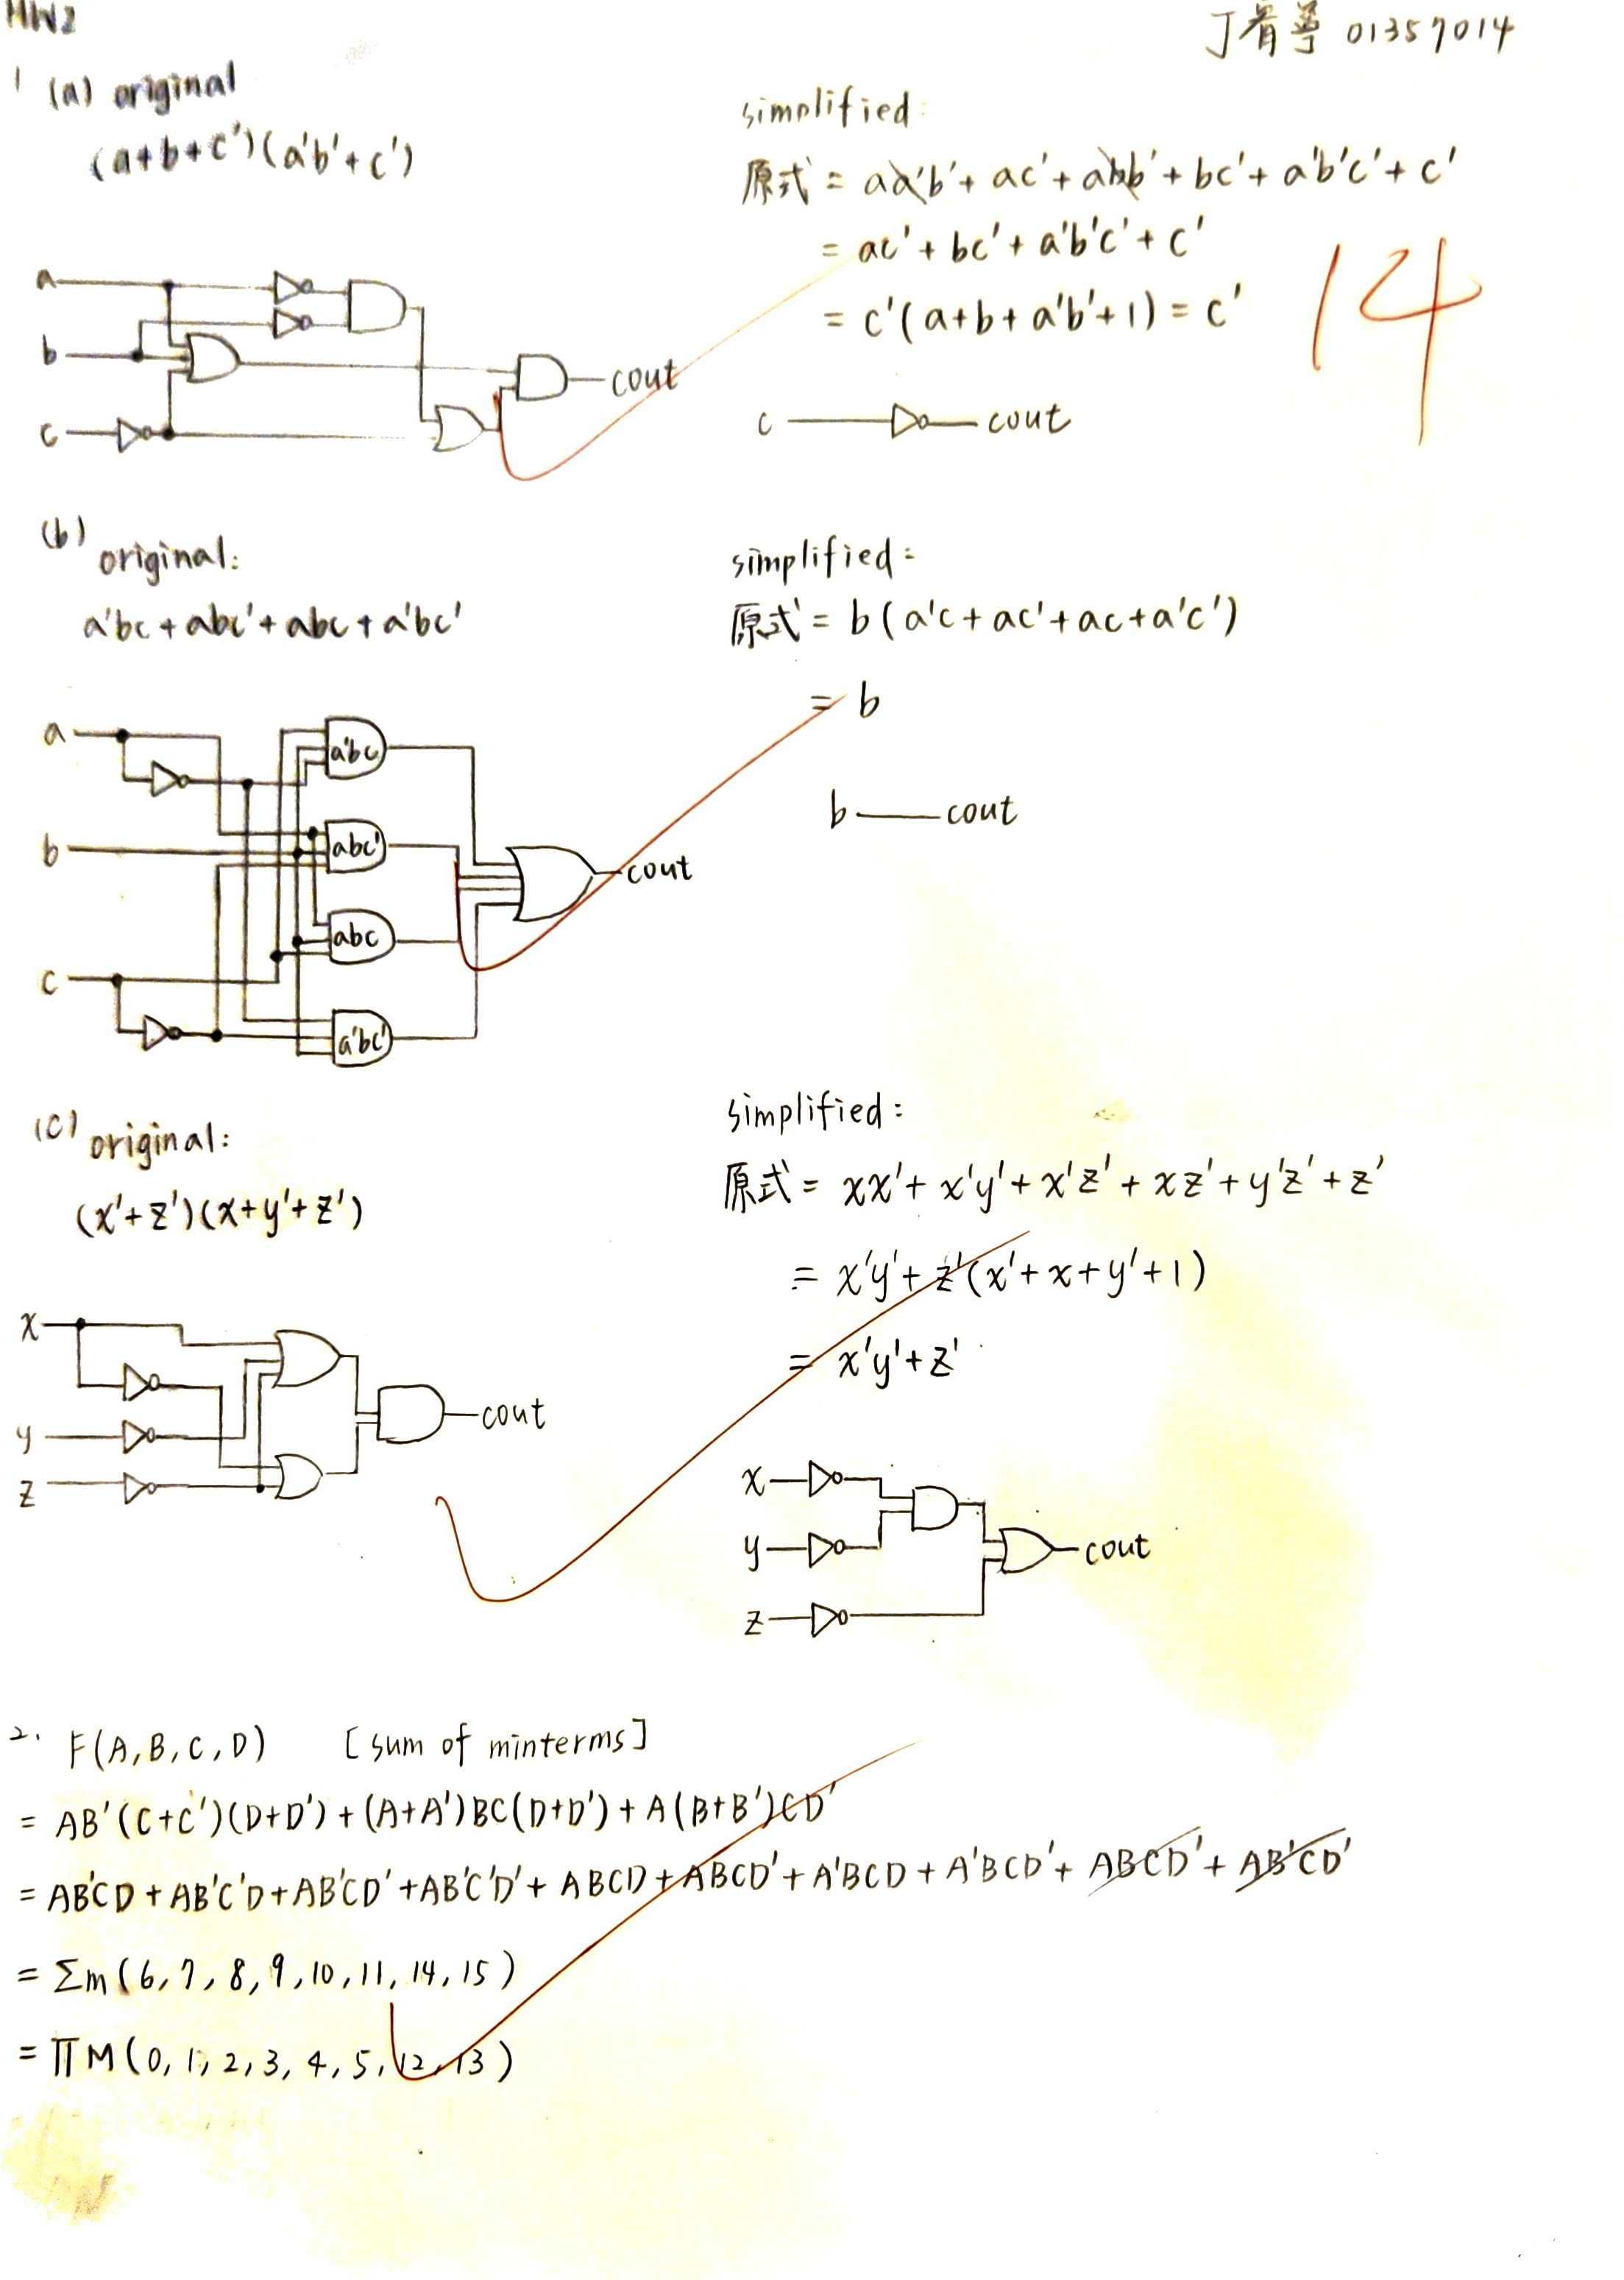 HW2
丁 01357014
1 (a) original
(a+b+c')(a'b'+c')
a
b
c
cout
simplified:
原式 = aa'b' + ac' + abb' + bc' + a'b'c' + c'
= ac' + bc' + a'b'c' + c'
= c'(a+b+a'b'+1) = c'
14
c cout
(b) original:
a'bc + abc' + abc + a'bc'
a
b
c
a'bc
abc'
abc
a'bc'
cout
simplified:
原式 = b(a'c + ac' + ac + a'c')
= b
b cout
(c) original:
(x'+z')(x+y'+z')
x
y
z
cout
simplified:
原式 = xx' + x'y' + x'z' + xz' + y'z' + z'
= x'y' + z'(x'+x+y'+1)
= x'y' + z'
x
y
z
cout
2. F(A,B,C,D) [sum of minterms]
= AB'(C+C')(D+D') + (A+A')BC(D+D') + A(B+B')CD'
= AB'CD + AB'C'D + AB'CD' + AB'C'D' + ABCD + ABCD' + A'BCD + A'BCD' + ABCD' + AB'CD'
= Σm(6,7,8,9,10,11,14,15)
= ΠM(0,1,2,3,4,5,12,13)